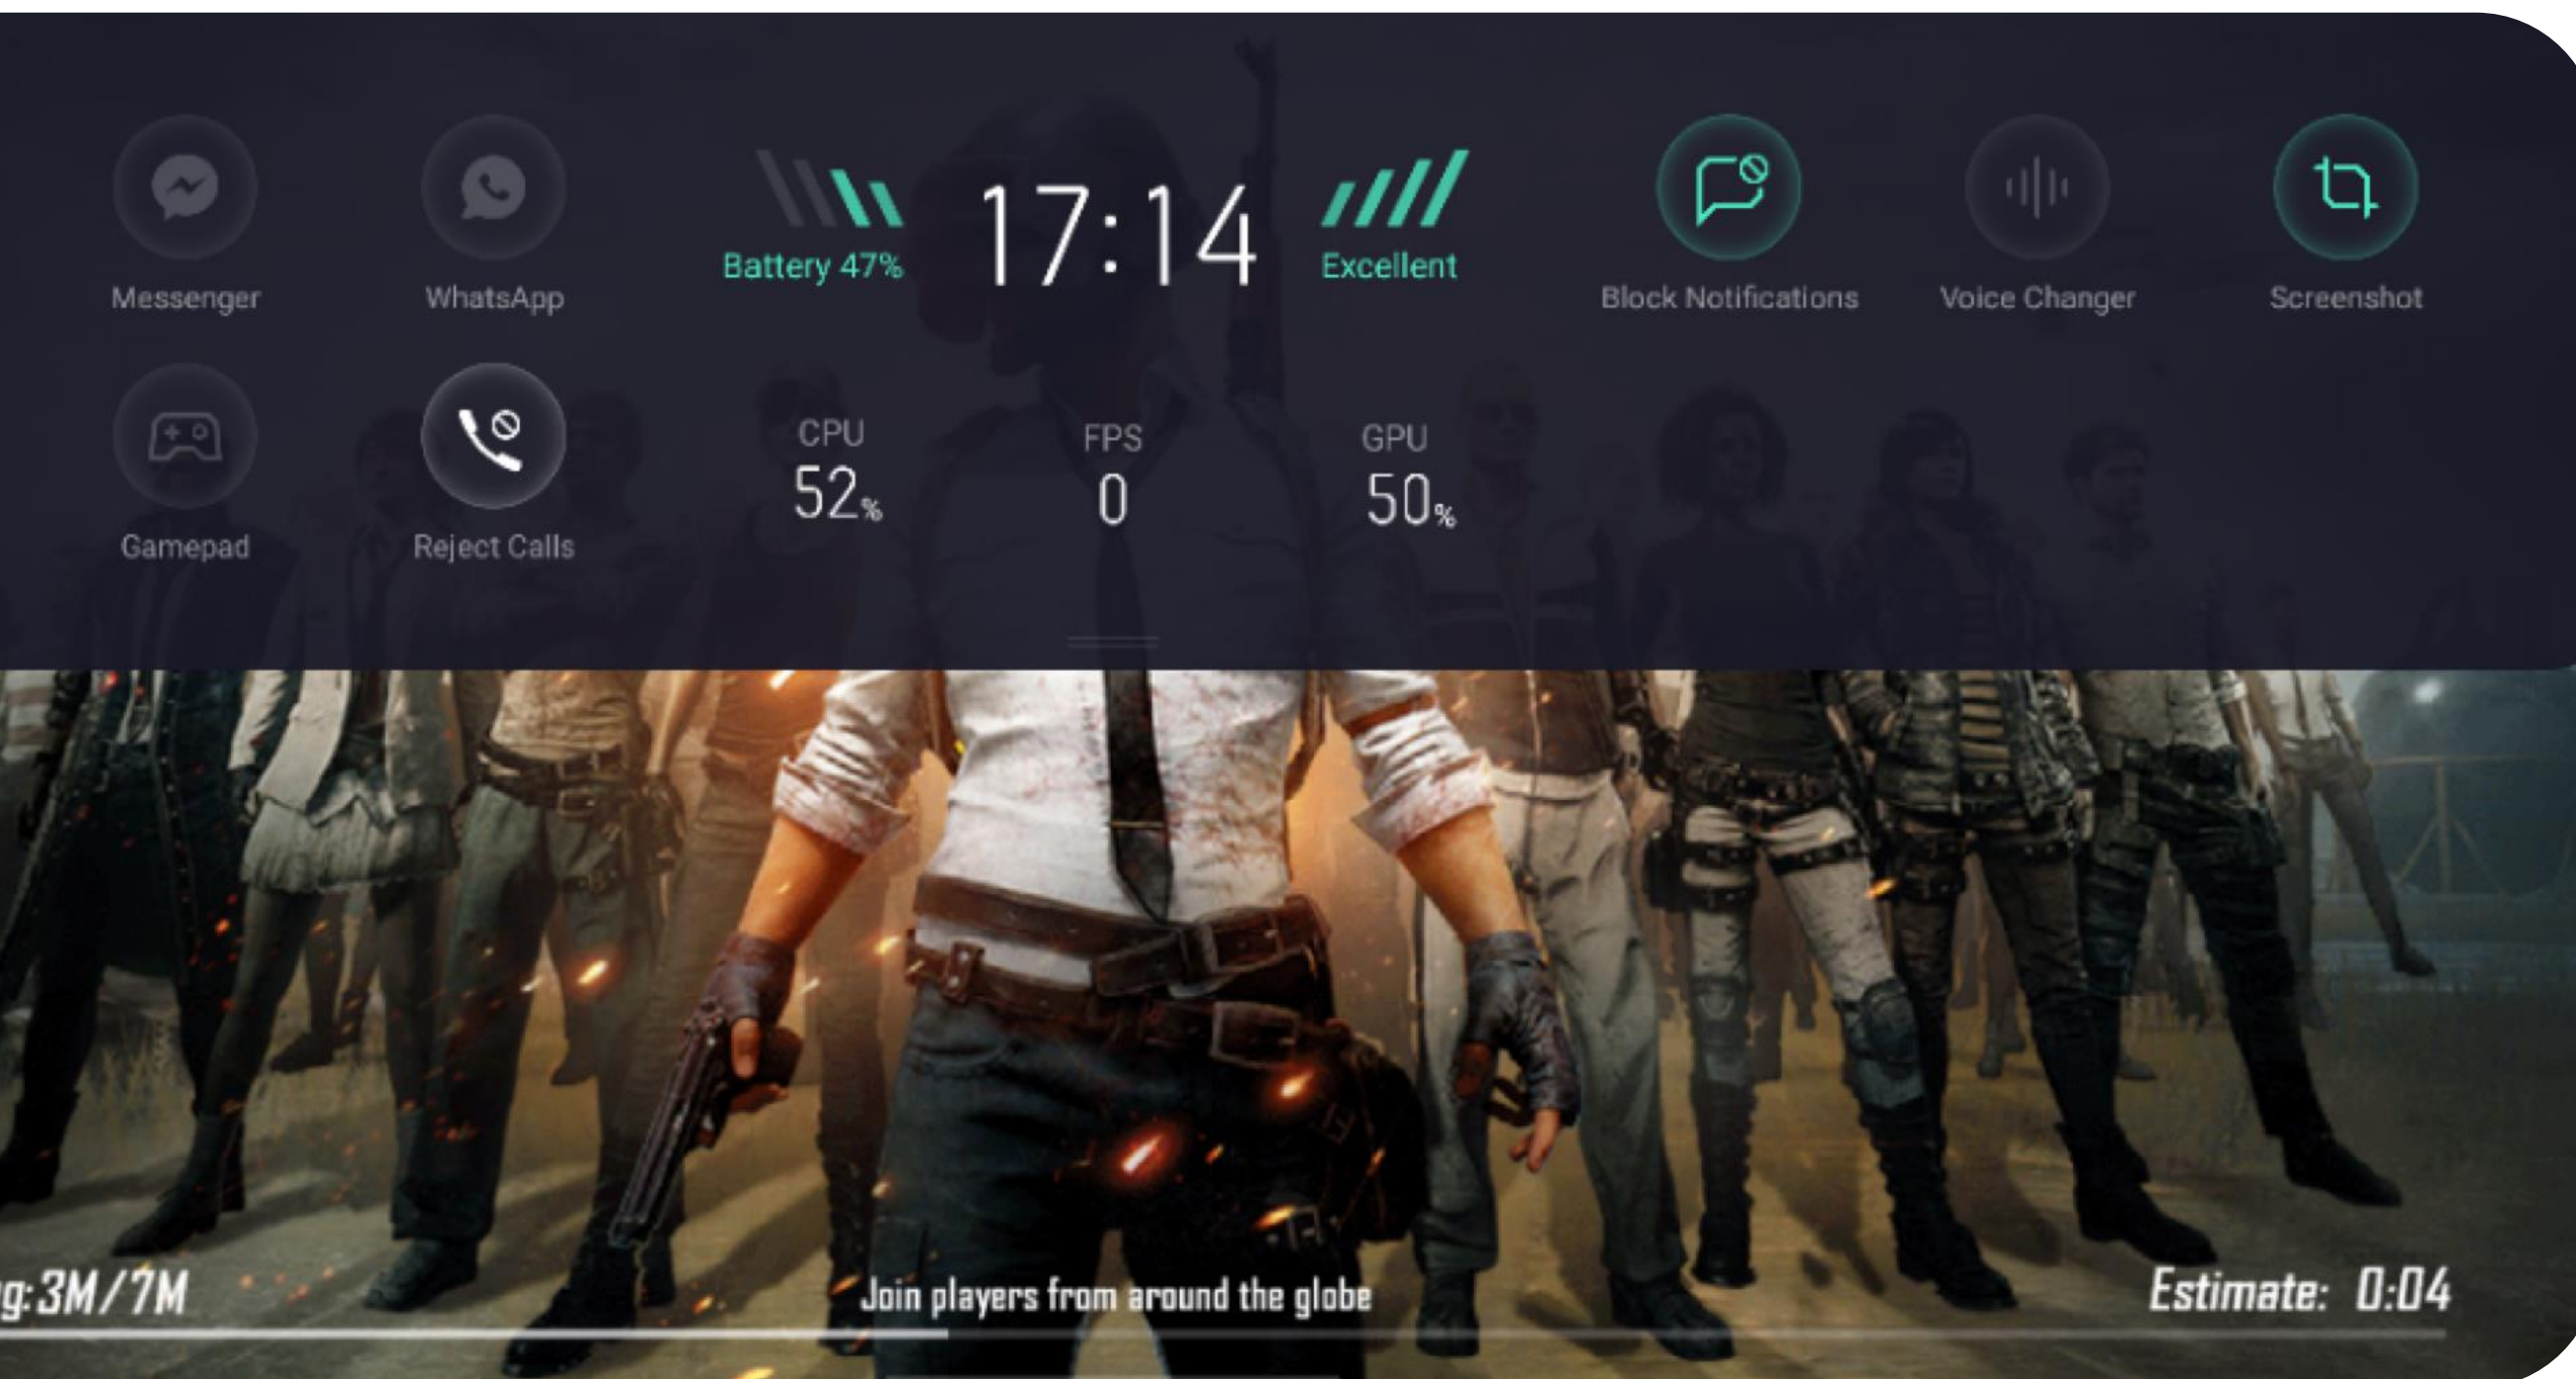 Messenger
WhatsApp
Battery 47%
17:14
Excellent
Block Notifications
Voice Changer
Screenshot
Gamepad
Reject Calls
CPU
52%
FPS
0
GPU
50%
g:3M/7M
Join players from around the globe
Estimate: 0:04